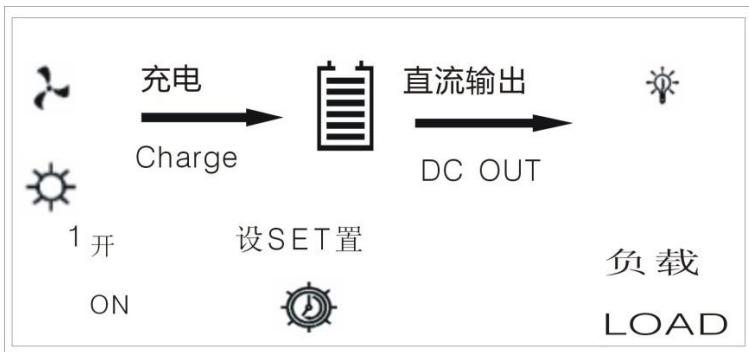 充电
直流输出
Charge
DC OUT
1开
设SET置
ON
负载
LOAD